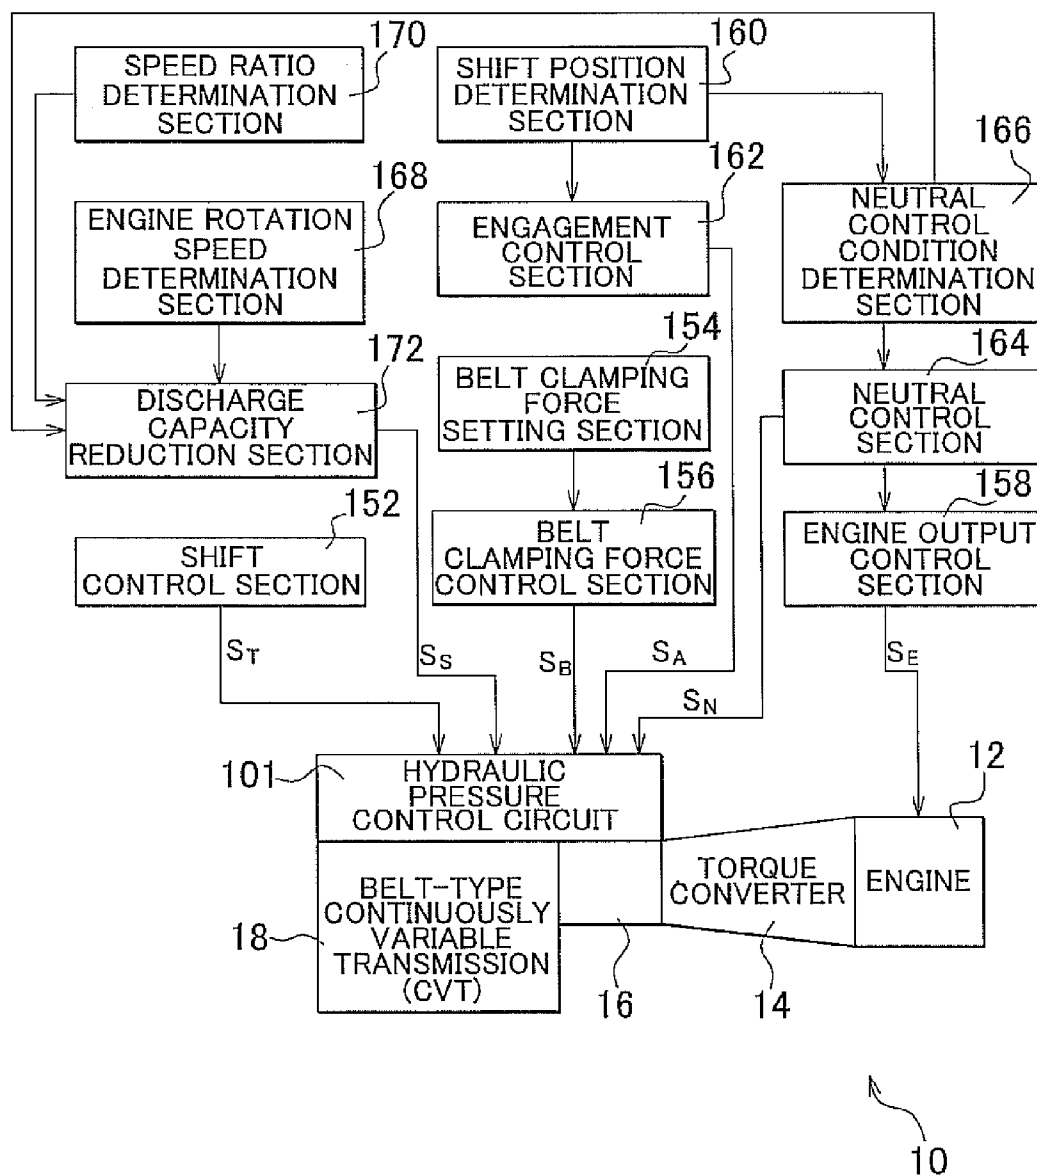 170
SPEED RATIO
DETERMINATION
SECTION
160
SHIFT POSITION
DETERMINATION
SECTION
166
NEUTRAL
CONTROL
CONDITION
DETERMINATION
SECTION
168
ENGINE ROTATION
SPEED
DETERMINATION
SECTION
162
ENGAGEMENT
CONTROL
SECTION
172
DISCHARGE
CAPACITY
REDUCTION SECTION
154
BELT CLAMPING
FORCE
SETTING SECTION
164
NEUTRAL
CONTROL
SECTION
152
SHIFT
CONTROL SECTION
156
BELT
CLAMPING FORCE
CONTROL SECTION
158
ENGINE OUTPUT
CONTROL
SECTION
ST
SS
SB
SA
SN
SE
101
HYDRAULIC
PRESSURE
CONTROL CIRCUIT
12
ENGINE
TORQUE
CONVERTER
18
BELT-TYPE
CONTINUOUSLY
VARIABLE
TRANSMISSION
(CVT)
16
14
10